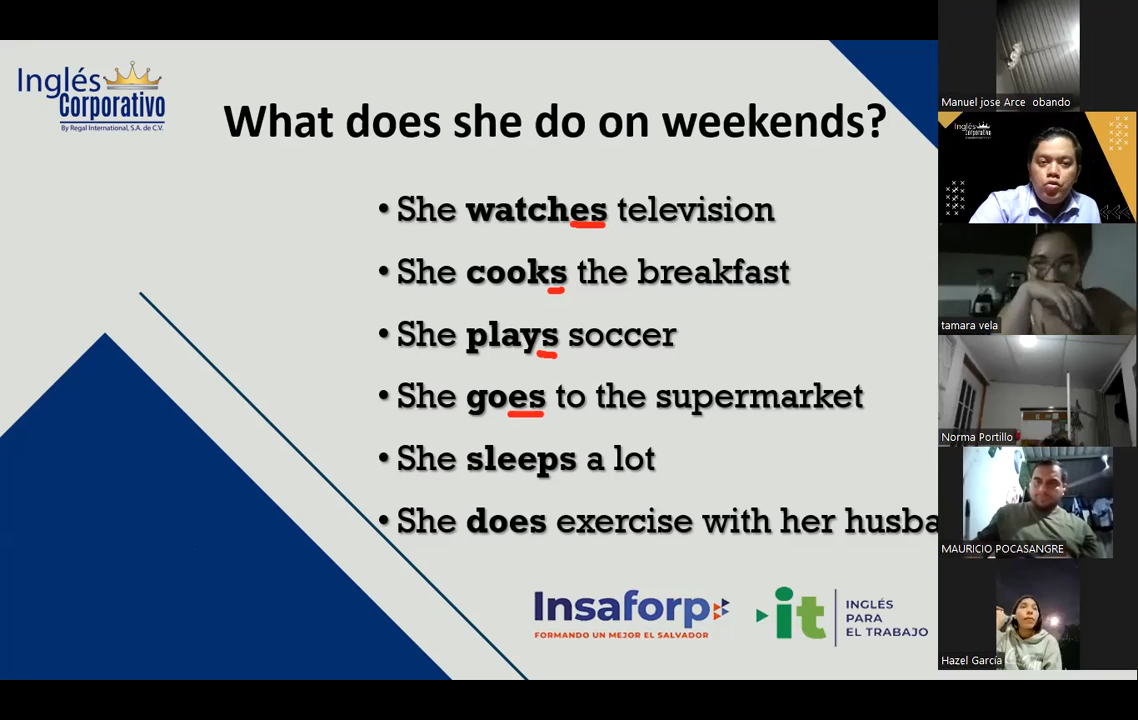 Inglés
Corporativo
By Regal International, S.A. de C.V.
What does she do on weekends?
• She watches television
• She cooks the breakfast
• She plays soccer
• She goes to the supermarket
• She sleeps a lot
• She does exercise with her husba
Insaforp
FORMANDO UN MEJOR EL SALVADOR
it
INGLÉS
PARA
EL TRABAJO
Manuel jose Arce obando
Inglés
Corporativo
tamara vela
Norma Portillo
MAURICIO POCASANGRE
Hazel García